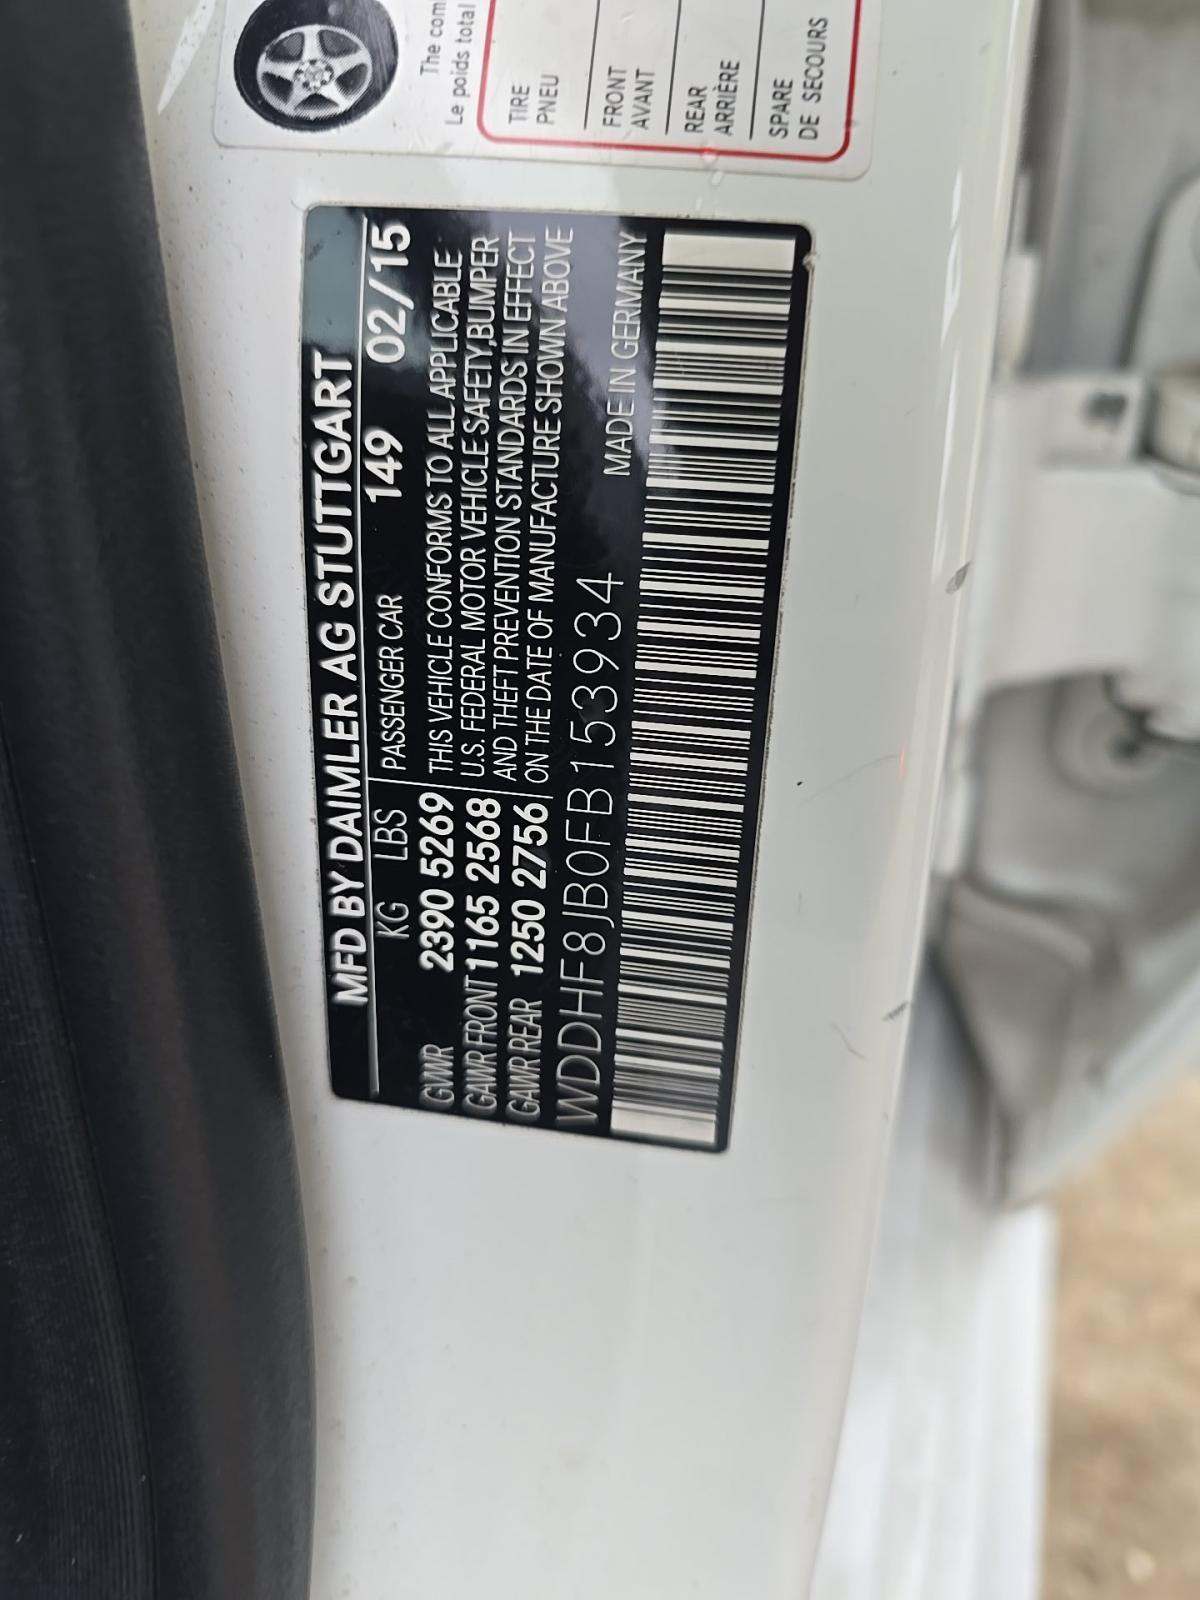 MFD BY DAIMLER AG STUTTGART
KG LBS PASSENGER CAR 149 02/15
GVWR 2390 5269 THIS VEHICLE CONFORMS TO ALL APPLICABLE
GAWR FRONT 1165 2568 U.S. FEDERAL MOTOR VEHICLE SAFETY,BUMPER
GAWR REAR 1250 2756 AND THEFT PREVENTION STANDARDS IN EFFECT
ON THE DATE OF MANUFACTURE SHOWN ABOVE
WDDHF8JB0FB153934 MADE IN GERMANY
The com
Le poids total
TIRE
PNEU
FRONT
AVANT
REAR
ARRIÈRE
SPARE
DE SECOURS